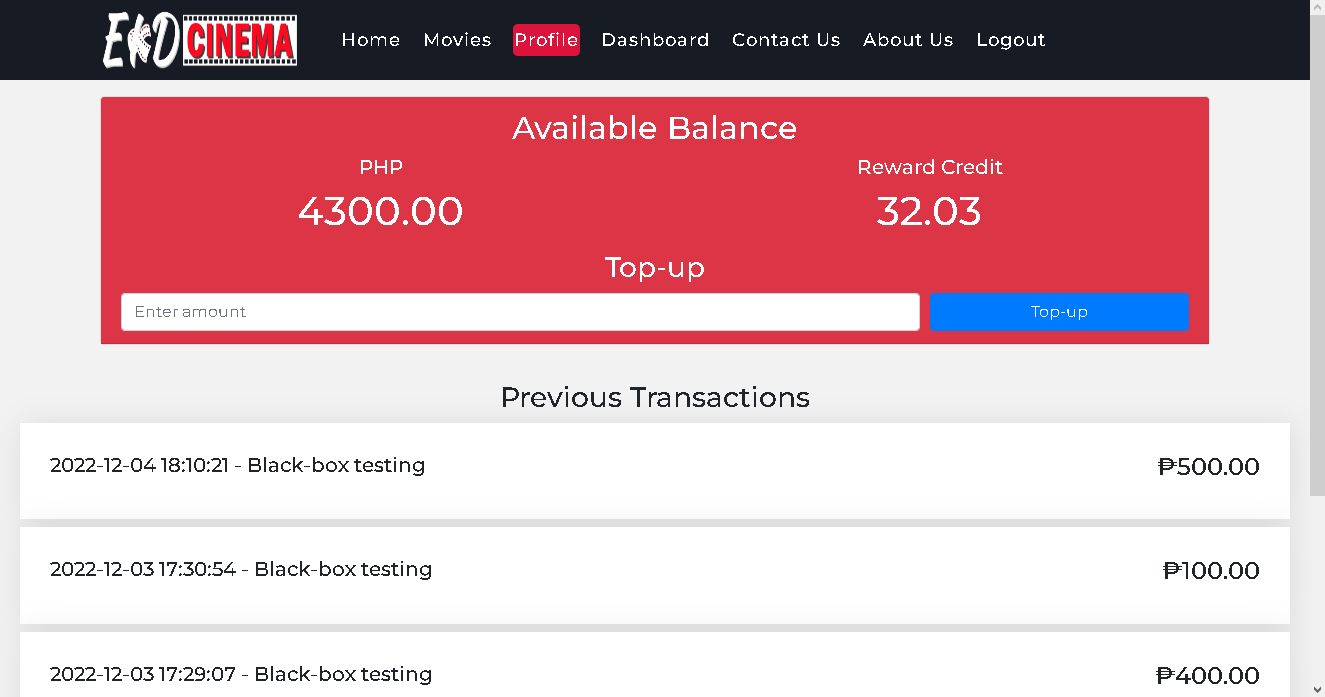 EKD CINEMA Home Movies Profile Dashboard Contact Us About Us Logout
Available Balance
PHP Reward Credit
4300.00 32.03
Top-up
Enter amount Top-up
Previous Transactions
2022-12-04 18:10:21 - Black-box testing ₱500.00
2022-12-03 17:30:54 - Black-box testing ₱100.00
2022-12-03 17:29:07 - Black-box testing ₱400.00